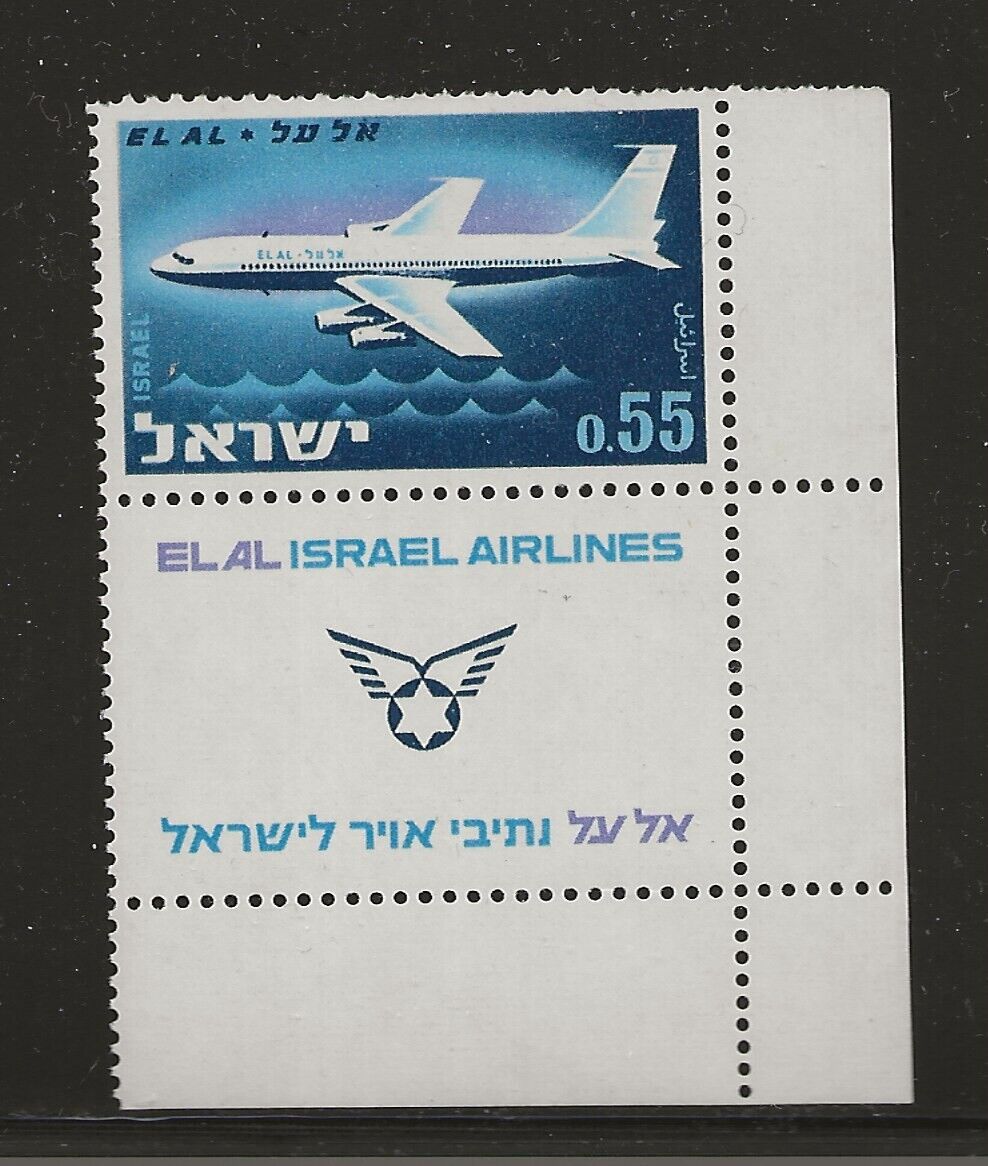 EL AL * אל על
EL AL · אל על
ISRAEL
اسرائيل
ישראל
0.55
EL AL ISRAEL AIRLINES
אל על נתיבי אויר לישראל